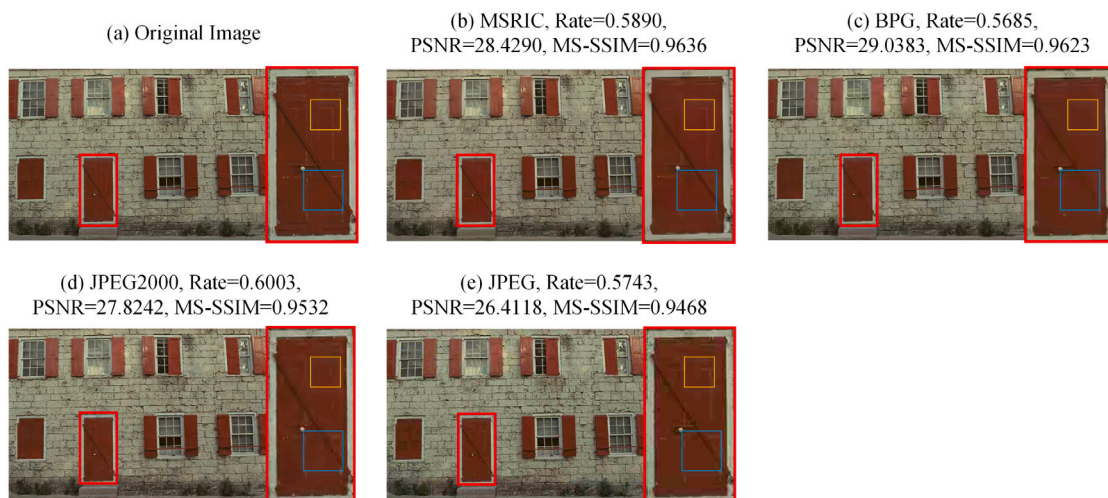 (a) Original Image
(b) MSRIC, Rate=0.5890,
PSNR=28.4290, MS-SSIM=0.9636
(c) BPG, Rate=0.5685,
PSNR=29.0383, MS-SSIM=0.9623
(d) JPEG2000, Rate=0.6003,
PSNR=27.8242, MS-SSIM=0.9532
(e) JPEG, Rate=0.5743,
PSNR=26.4118, MS-SSIM=0.9468